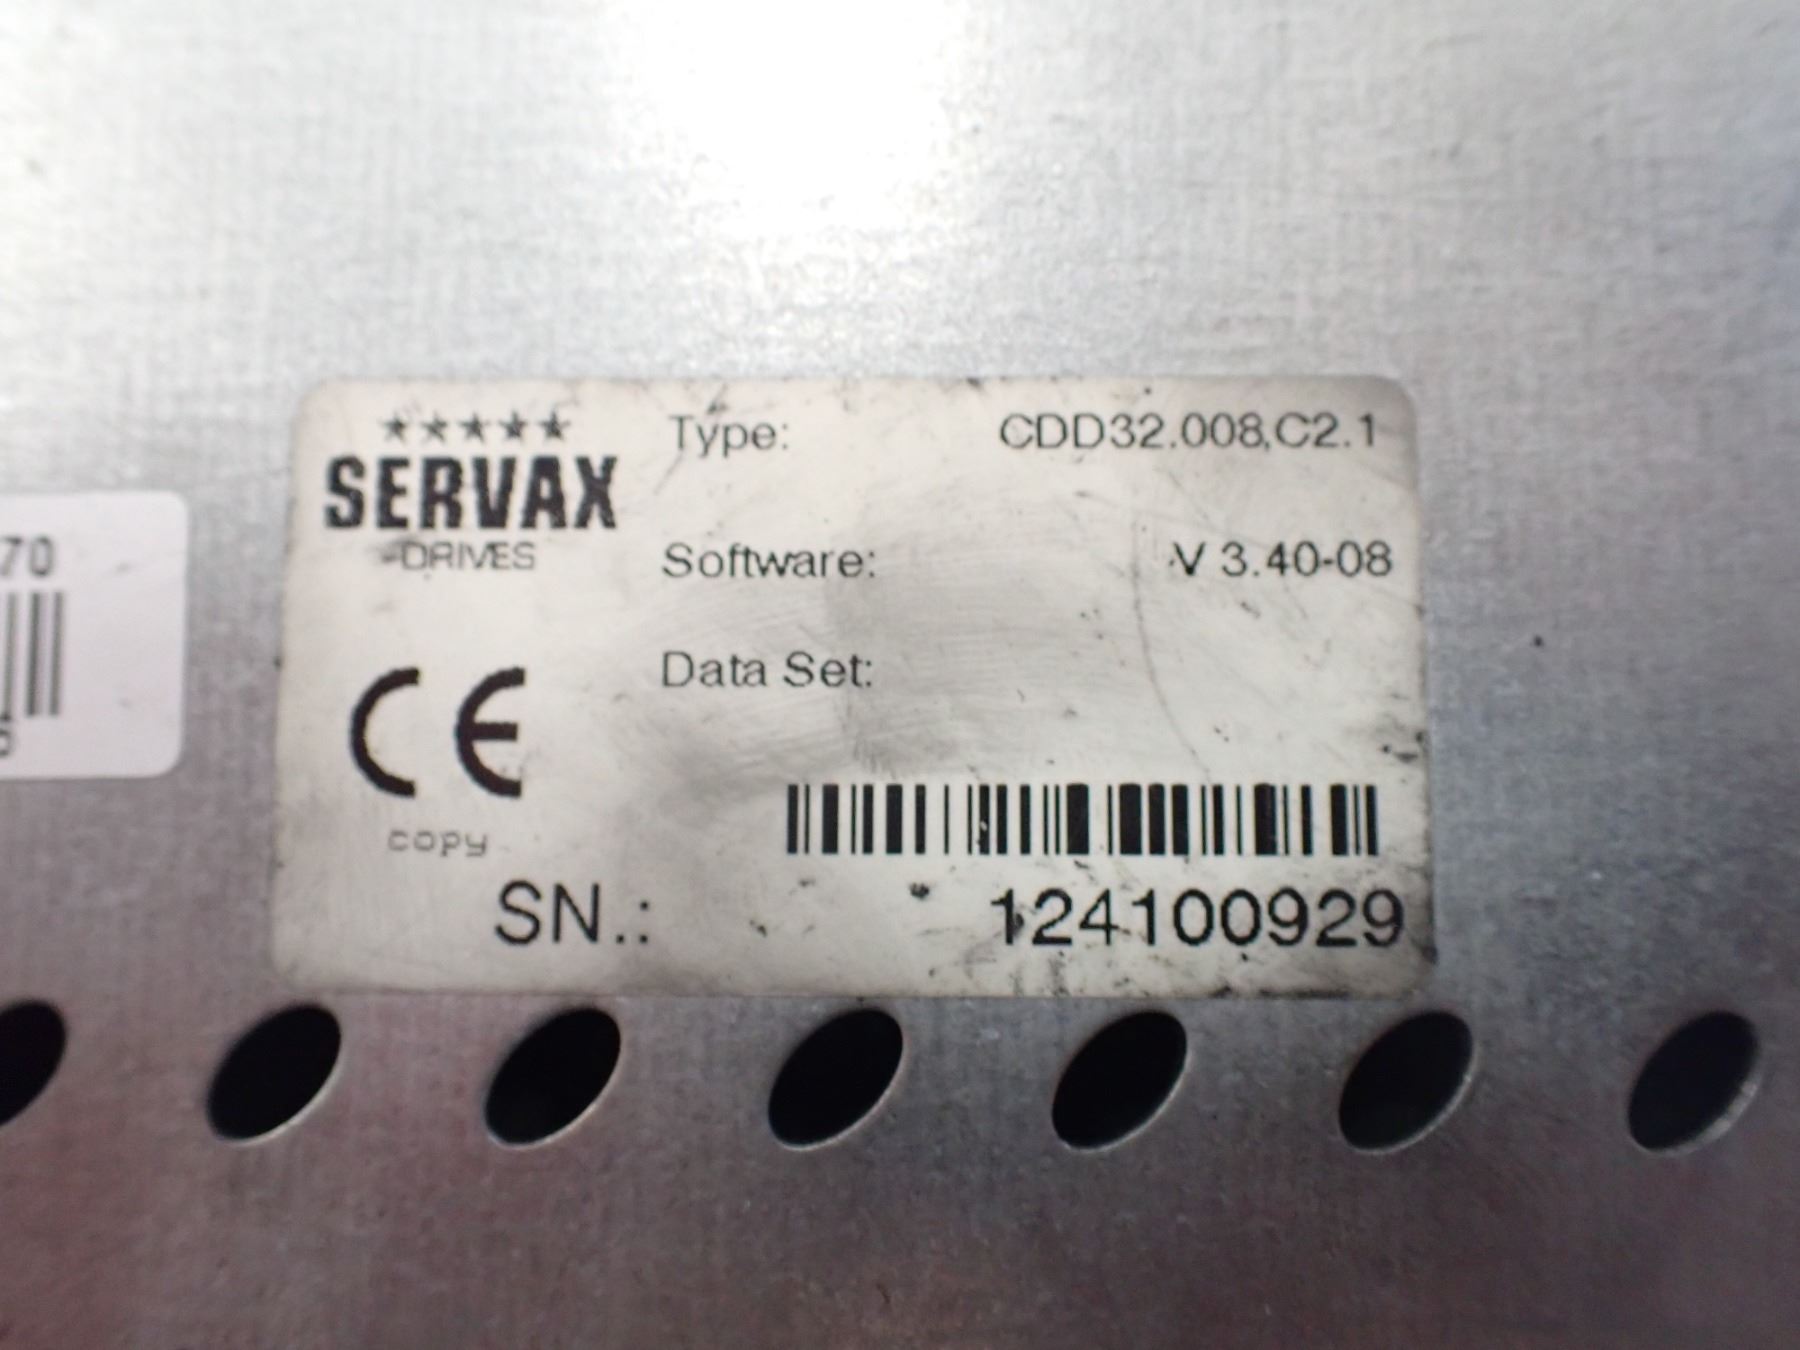 ★★★★★
SERVAX
-DRIVES
Type: CDD32.008,C2.1
Software: V 3.40-08
Data Set:
CE
copy
SN.: 124100929
70